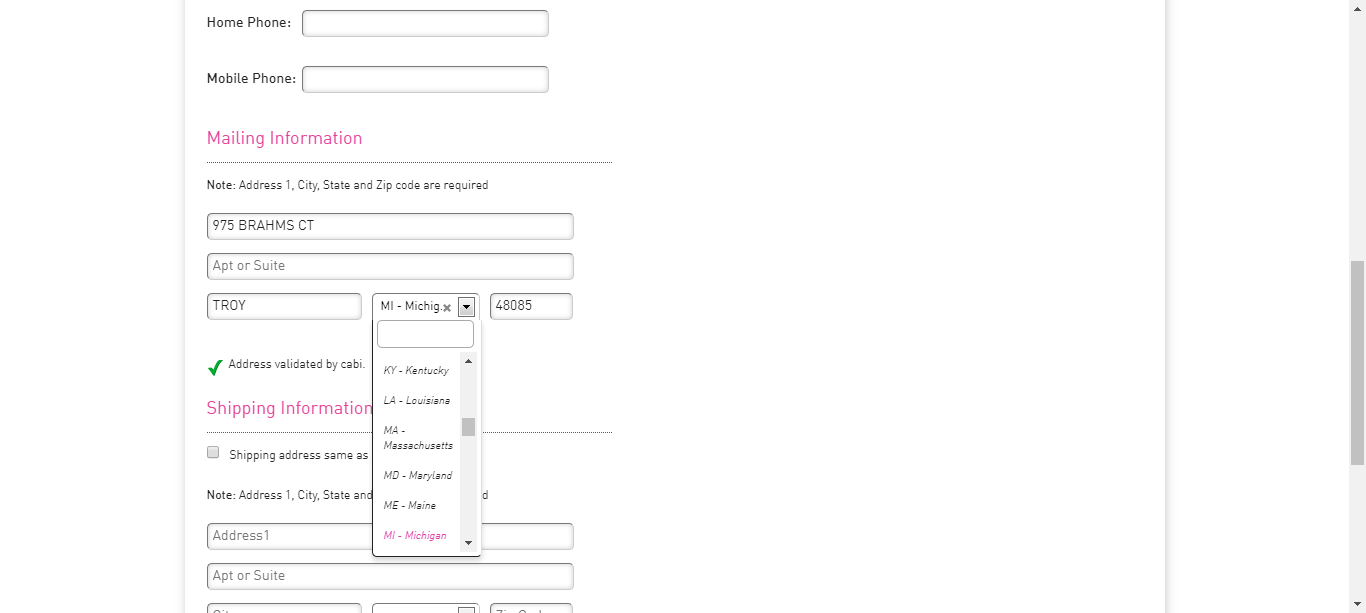 Home Phone:
Mobile Phone:
Mailing Information
Note: Address 1, City, State and Zip code are required
975 BRAHMS CT
Apt or Suite
TROY
MI - Michig.
48085
KY - Kentucky
LA - Louisiana
MA -
Massachusetts
MD - Maryland
ME - Maine
MI - Michigan
Address validated by cabi.
Shipping Information
Shipping address same as
Note: Address 1, City, State and
Address1
Apt or Suite